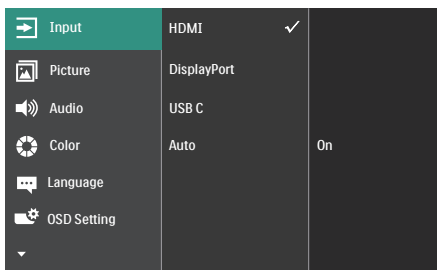 Input
HDMI
Picture
DisplayPort
Audio
USB C
Color
Auto
On
Language
OSD Setting